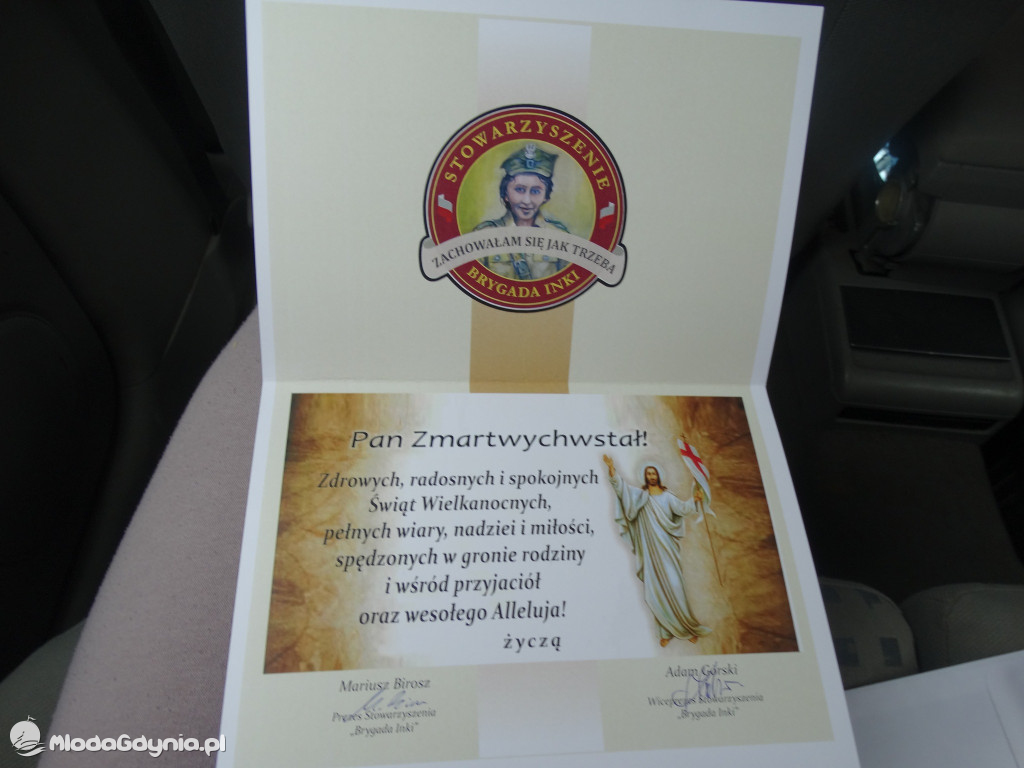 STOWARZYSZENIE
ZACHOWAŁAM SIĘ JAK TRZEBA
BRYGADA INKI
Pan Zmartwychwstał!
Zdrowych, radosnych i spokojnych
Świąt Wielkanocnych,
pełnych wiary, nadziei i miłości,
spędzonych w gronie rodziny
i wśród przyjaciół
oraz wesołego Alleluja!
życzą
Mariusz Birosz
Prezes Stowarzyszenia
„Brygada Inki"
Adam Górski
Wiceprezes Stowarzyszenia
„Brygada Inki"
MlodaGdynia.pl